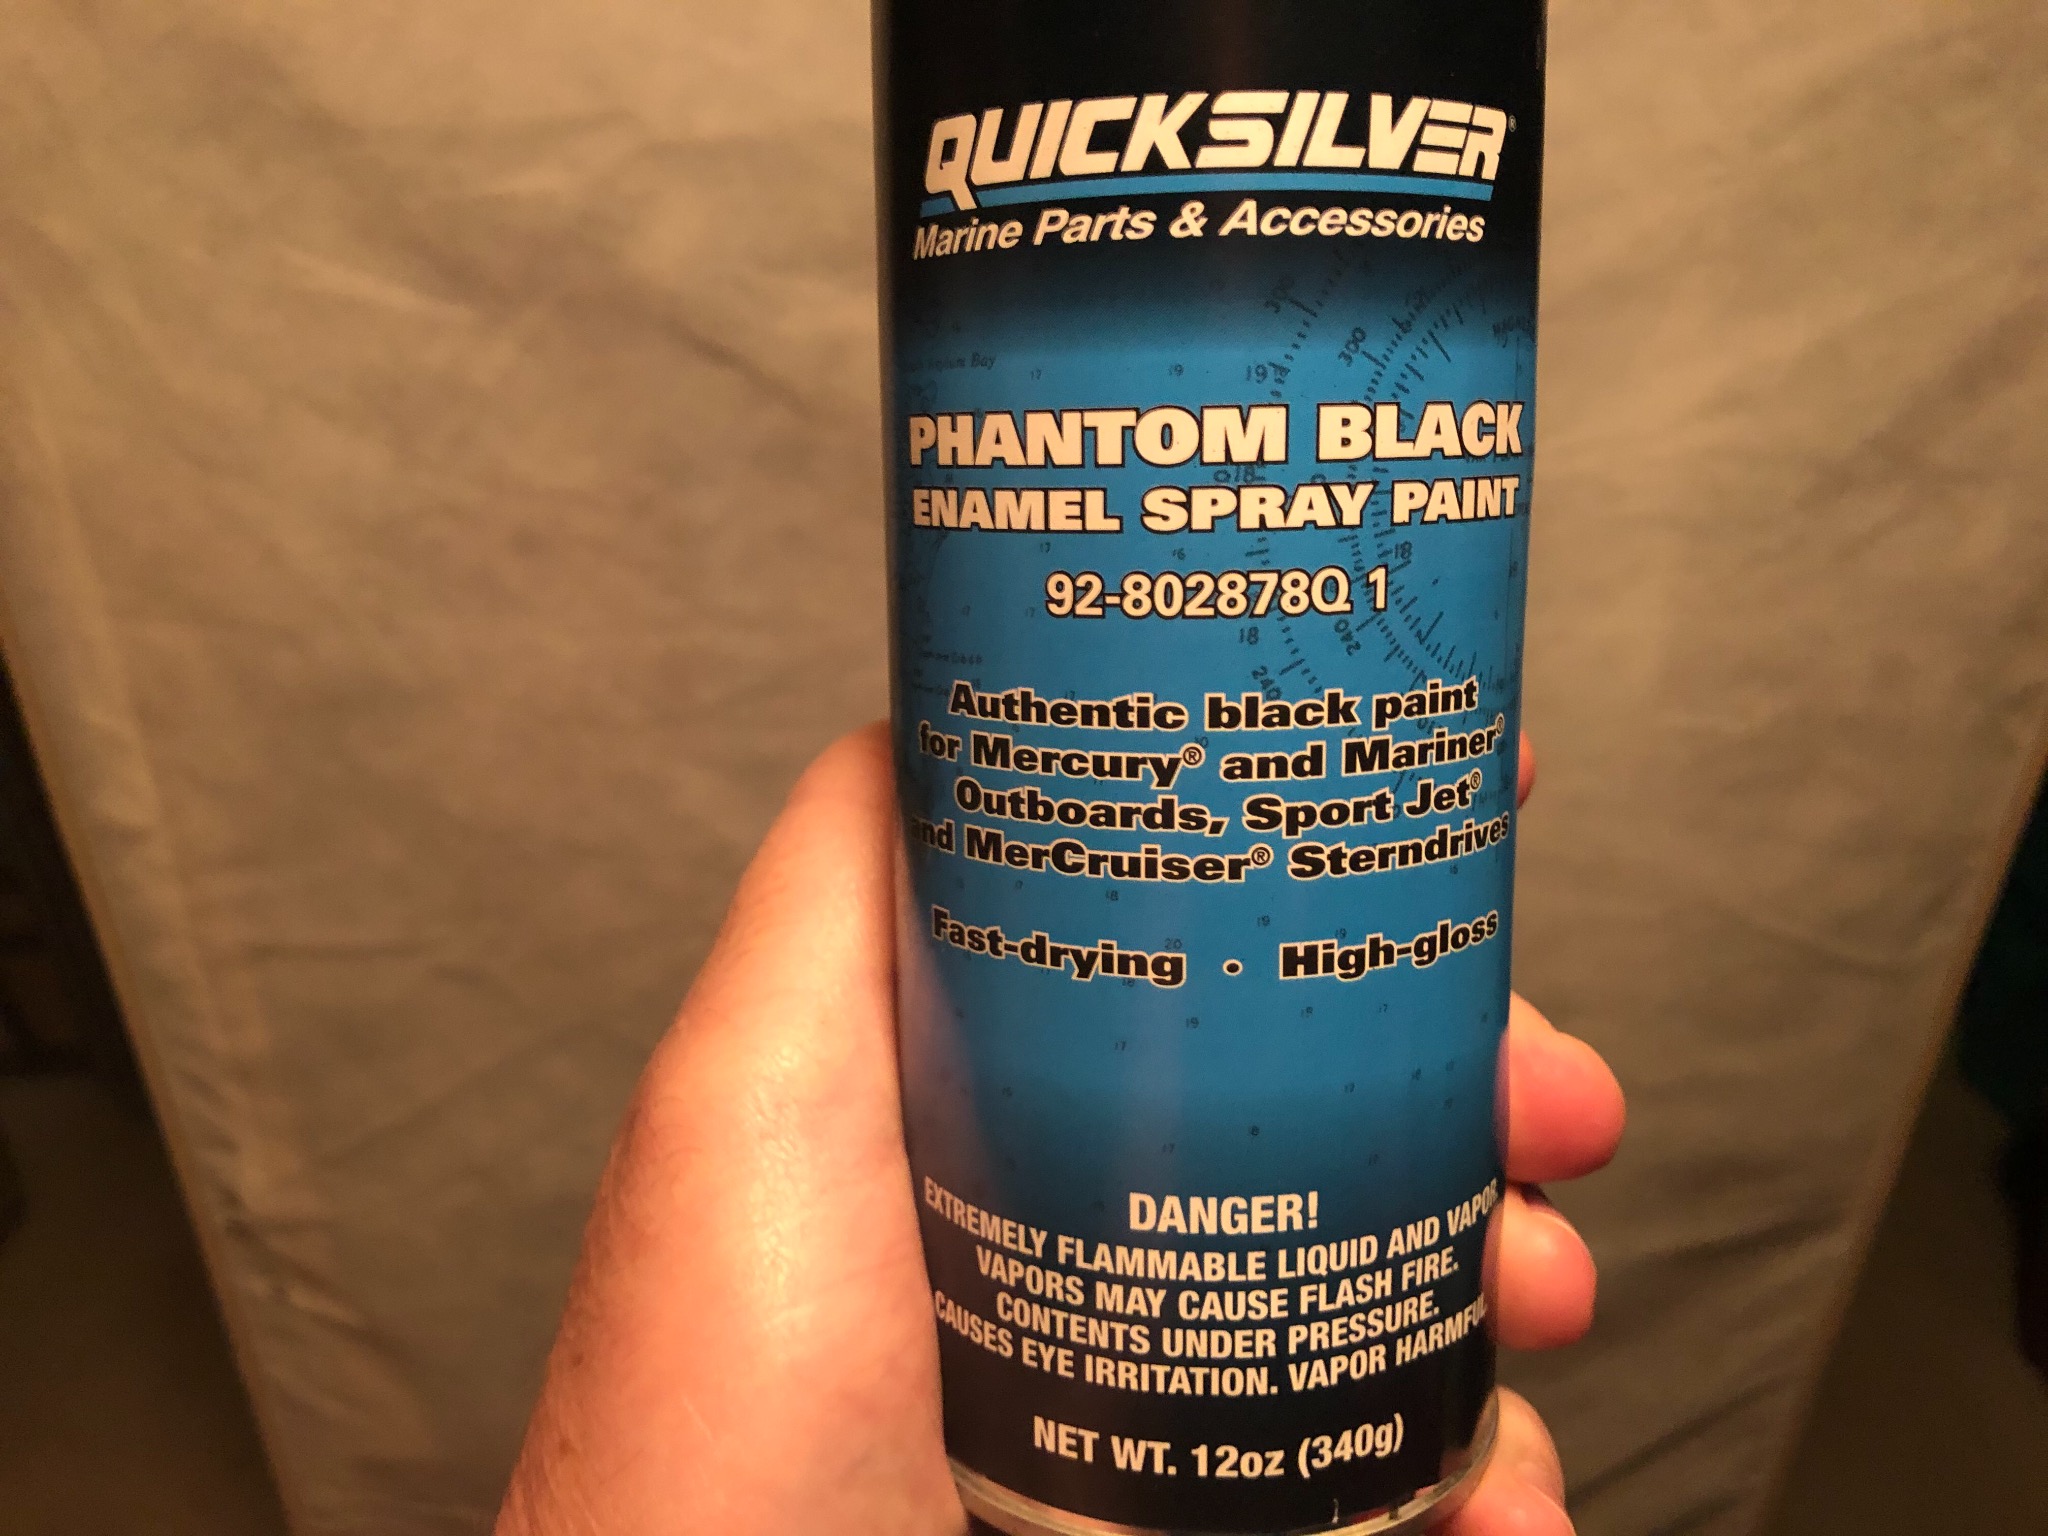 QUICKSILVER®
Marine Parts & Accessories
PHANTOM BLACK
ENAMEL SPRAY PAINT
92-802878Q 1
Authentic black paint
for Mercury® and Mariner®
Outboards, Sport Jet®
and MerCruiser® Sterndrives
Fast-drying • High-gloss
DANGER!
EXTREMELY FLAMMABLE LIQUID AND VAPOR.
VAPORS MAY CAUSE FLASH FIRE.
CONTENTS UNDER PRESSURE.
CAUSES EYE IRRITATION. VAPOR HARMFUL
NET WT. 12oz (340g)